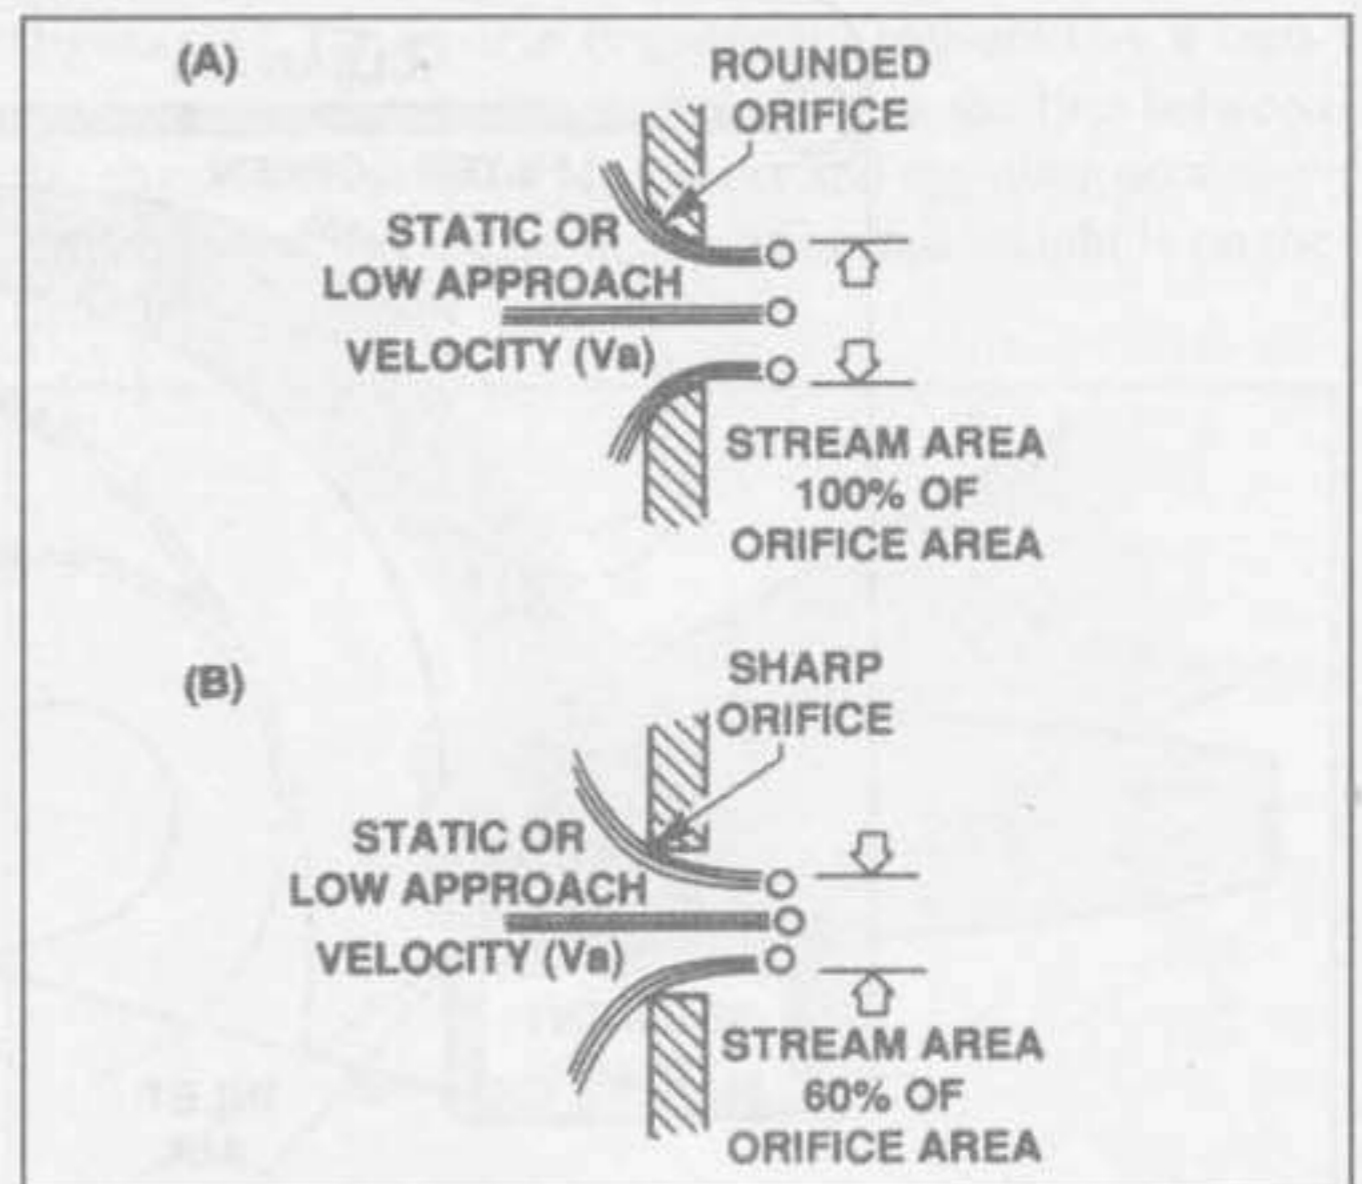 (A)
ROUNDED
ORIFICE
STATIC OR
LOW APPROACH
VELOCITY (Va)
STREAM AREA
100% OF
ORIFICE AREA
(B)
SHARP
ORIFICE
STATIC OR
LOW APPROACH
VELOCITY (Va)
STREAM AREA
60% OF
ORIFICE AREA